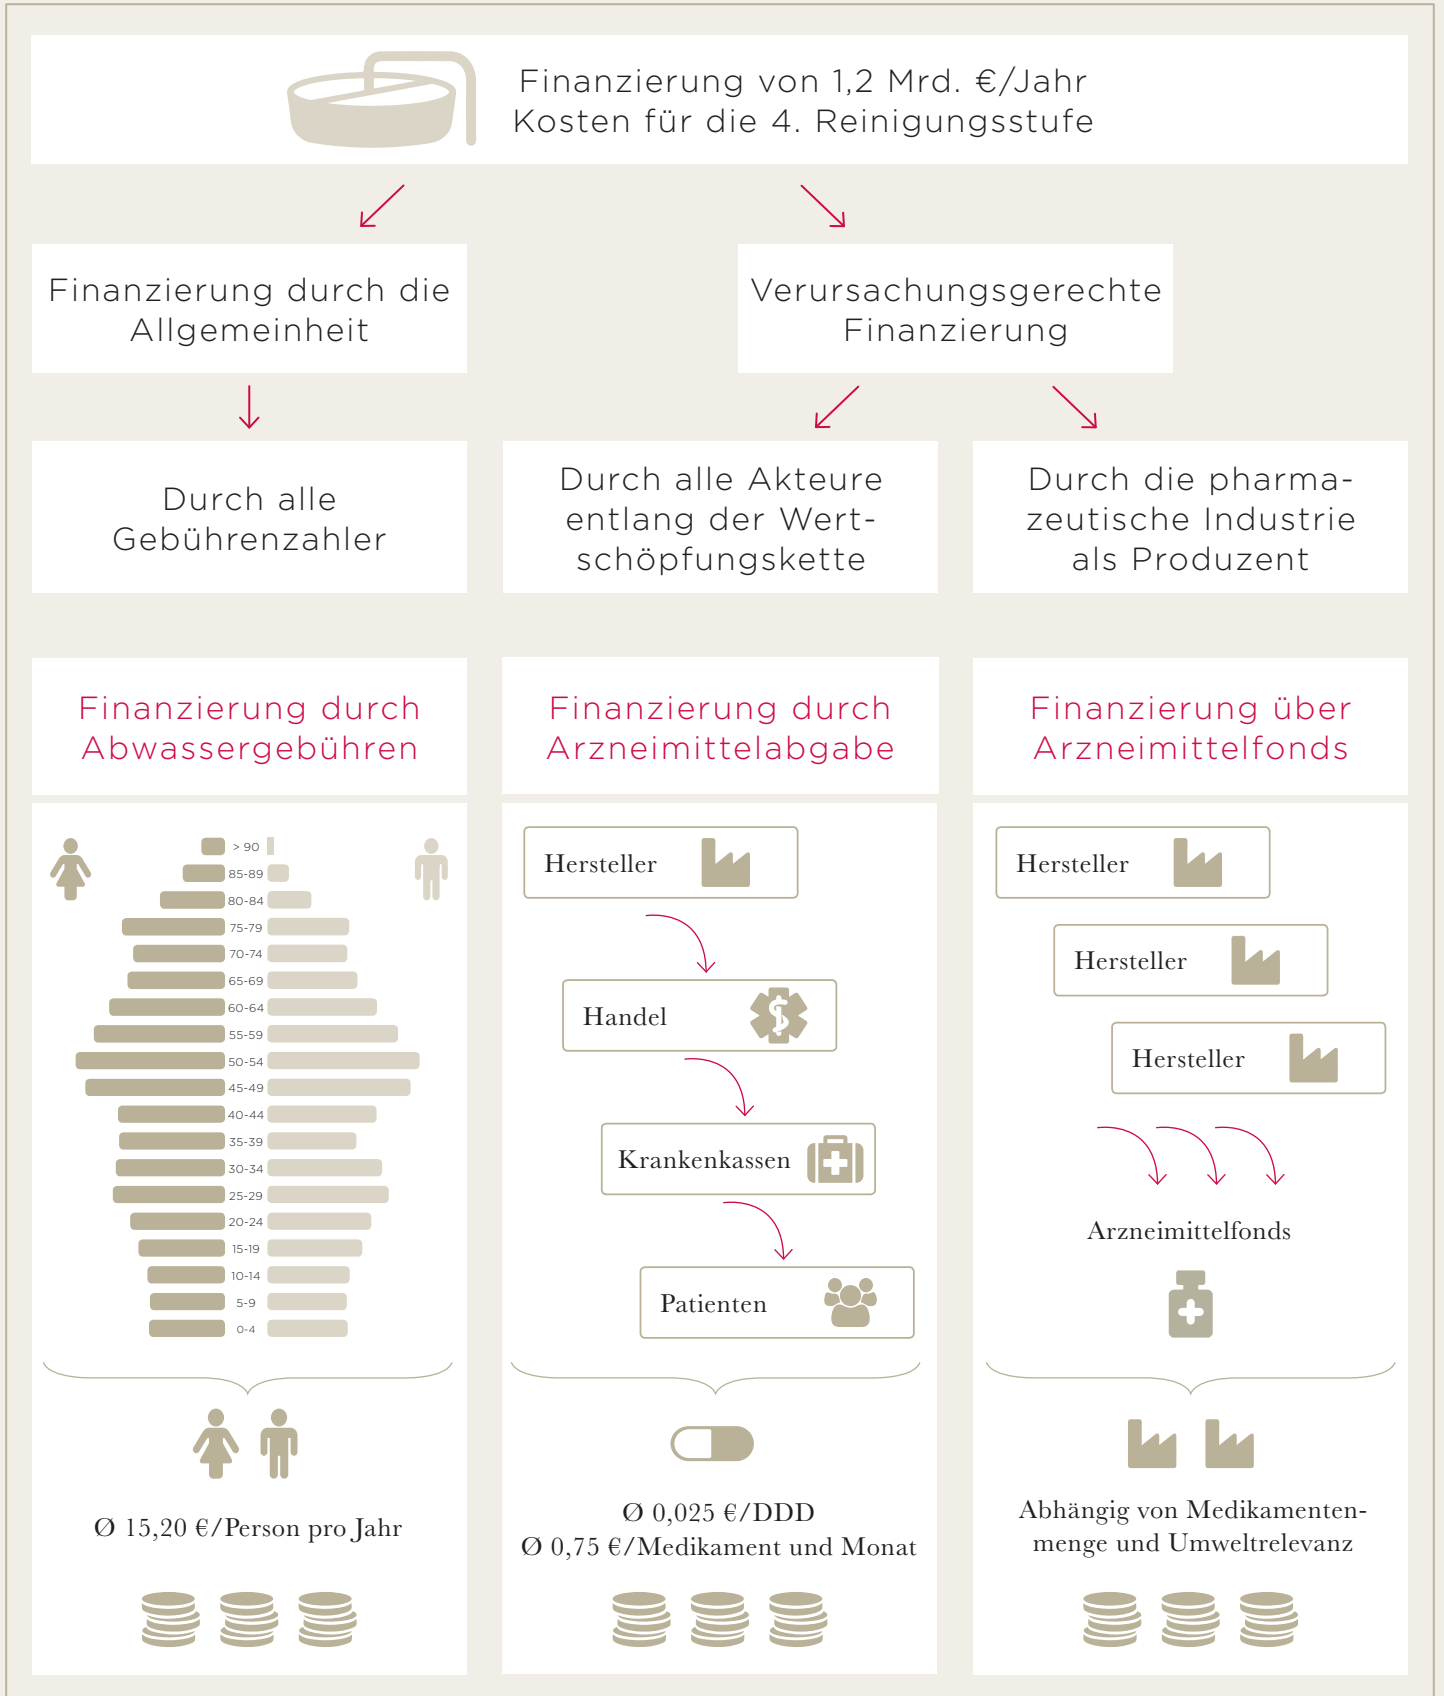 Finanzierung von 1,2 Mrd. €/Jahr
Kosten für die 4. Reinigungsstufe
Finanzierung durch die
Allgemeinheit
Verursachungsgerechte
Finanzierung
Durch alle
Gebührenzahler
Durch alle Akteure
entlang der Wert-
schöpfungskette
Durch die pharma-
zeutische Industrie
als Produzent
Finanzierung durch
Abwassergebühren
Finanzierung durch
Arzneimittelabgabe
Finanzierung über
Arzneimittelfonds
> 90
85-89
80-84
75-79
70-74
65-69
60-64
55-59
50-54
45-49
40-44
35-39
30-34
25-29
20-24
15-19
10-14
5-9
0-4
Ø 15,20 €/Person pro Jahr
Hersteller
Handel
Krankenkassen
Patienten
Ø 0,025 €/DDD
Ø 0,75 €/Medikament und Monat
Hersteller
Hersteller
Hersteller
Arzneimittelfonds
Abhängig von Medikamenten-
menge und Umweltrelevanz